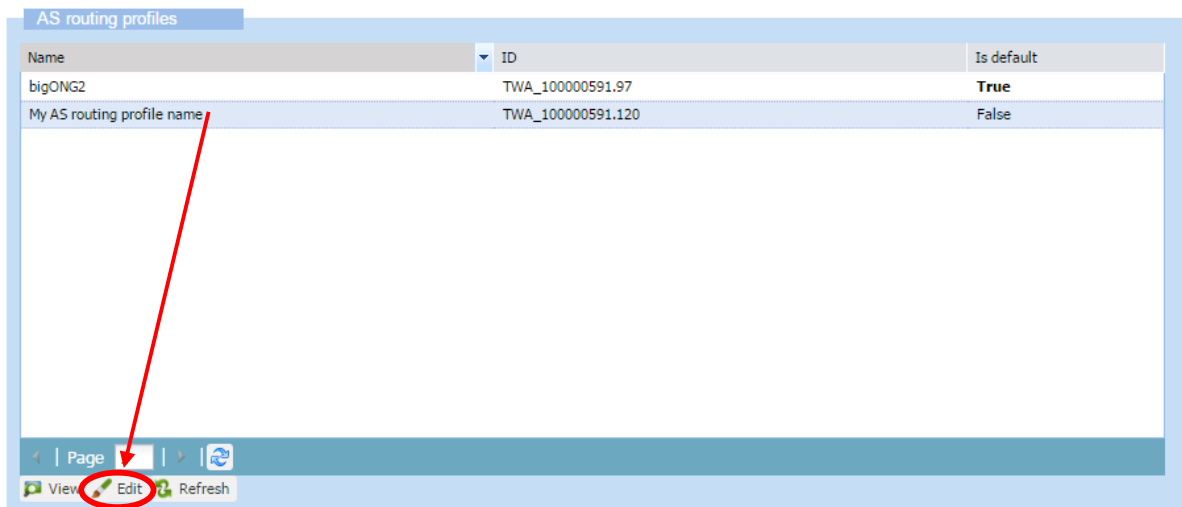 AS routing profiles
Name ID Is default
bigONG2 TWA_100000591.97 True
My AS routing profile name TWA_100000591.120 False
| Page | |
View Edit Refresh